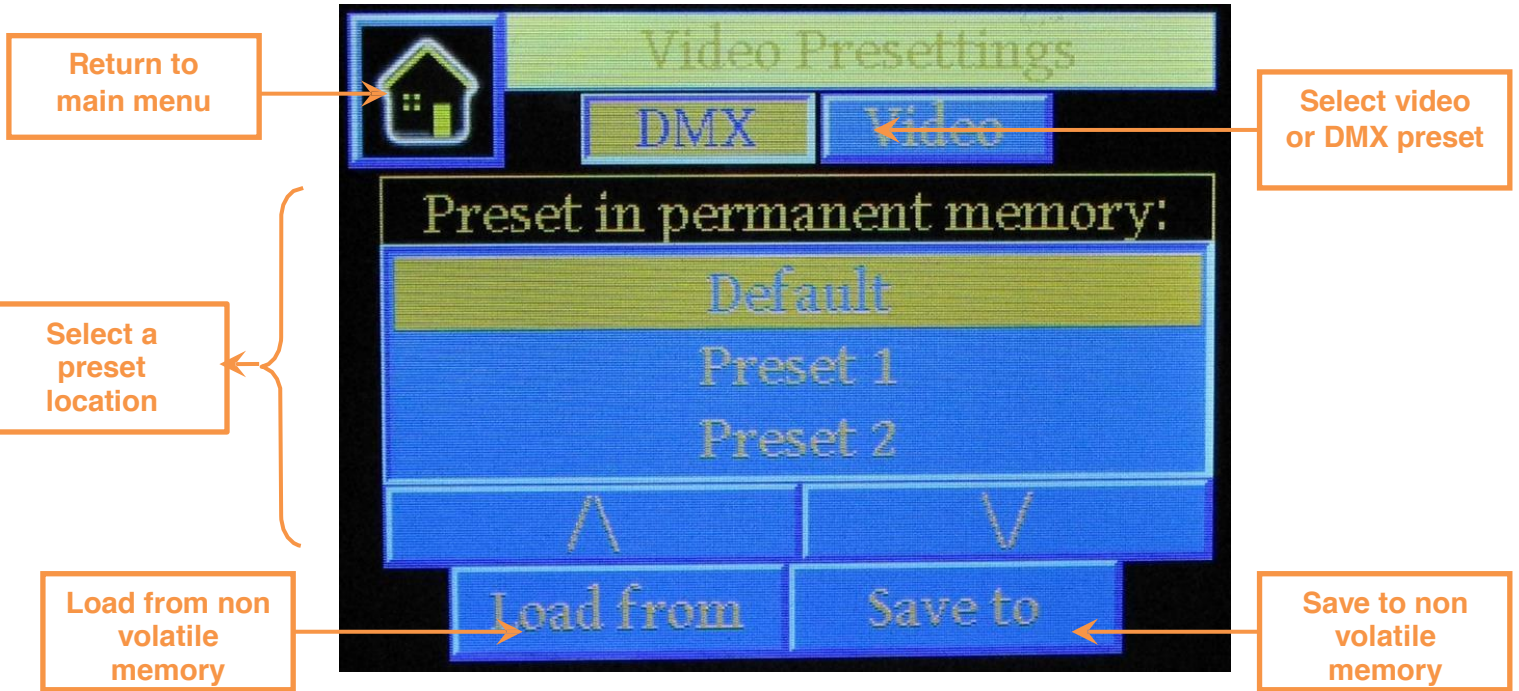 Return to
main menu
Video Presettings
DMX
Video
Select video
or DMX preset
Preset in permanent memory:
Default
Preset 1
Preset 2
Select a
preset
location
Load from
Save to
Load from non
volatile
memory
Save to non
volatile
memory